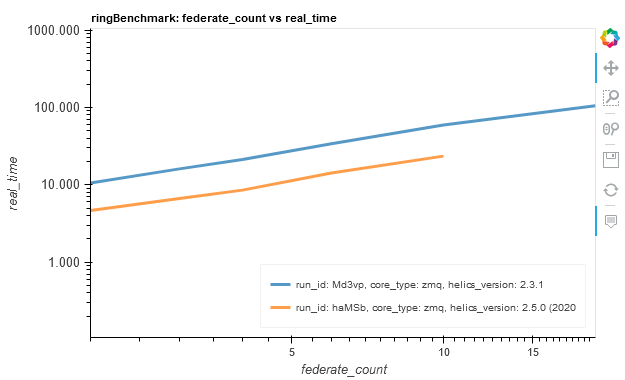 ringBenchmark: federate_count vs real_time
1000.000
100.000
10.000
1.000
real_time
run_id: Md3vp, core_type: zmq, helics_version: 2.3.1
run_id: haMSb, core_type: zmq, helics_version: 2.5.0 (2020
5
10
15
federate_count